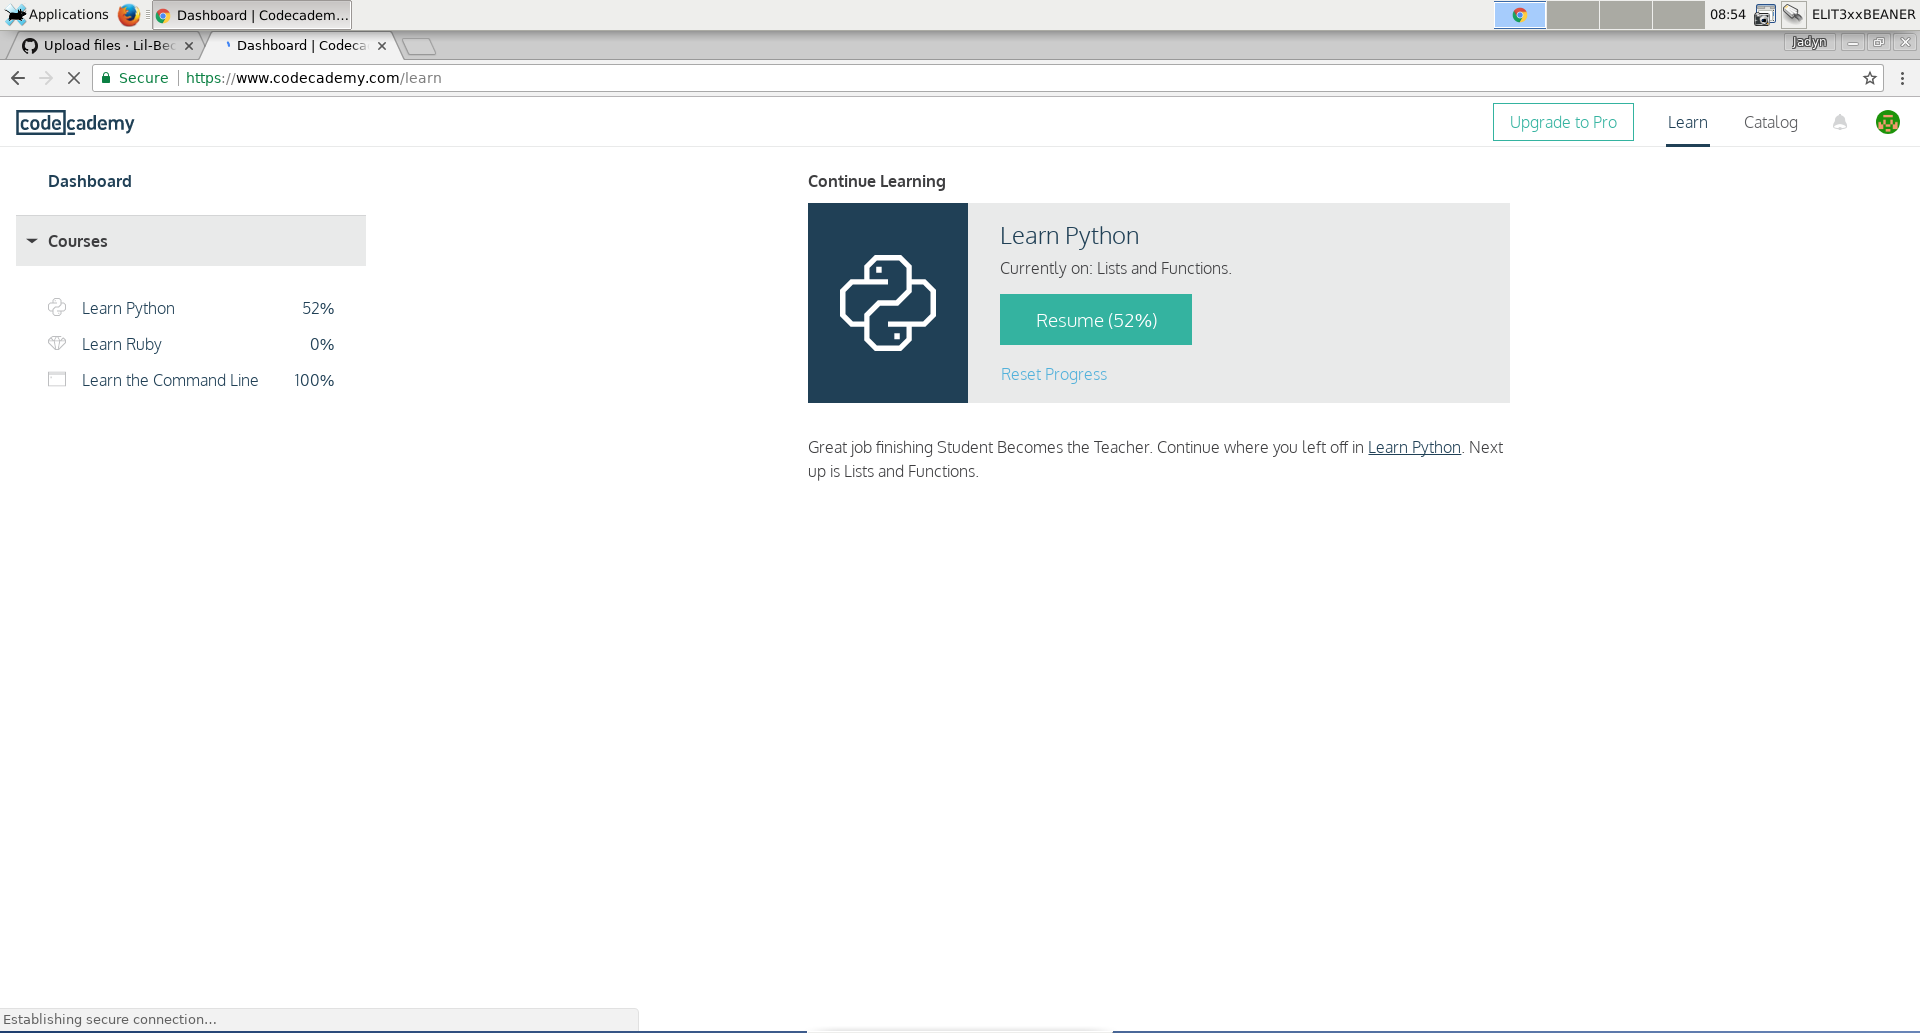 Applications Dashboard | Codecadem... 08:54 ELIT3xxBEANER
Upload files · Lil-Bec Dashboard | Codeca Jadyn
Secure https://www.codecademy.com/learn
codecademy Upgrade to Pro Learn Catalog
Dashboard
Courses
Learn Python 52%
Learn Ruby 0%
Learn the Command Line 100%
Continue Learning
Learn Python
Currently on: Lists and Functions.
Resume (52%)
Reset Progress
Great job finishing Student Becomes the Teacher. Continue where you left off in Learn Python. Next
up is Lists and Functions.
Establishing secure connection...